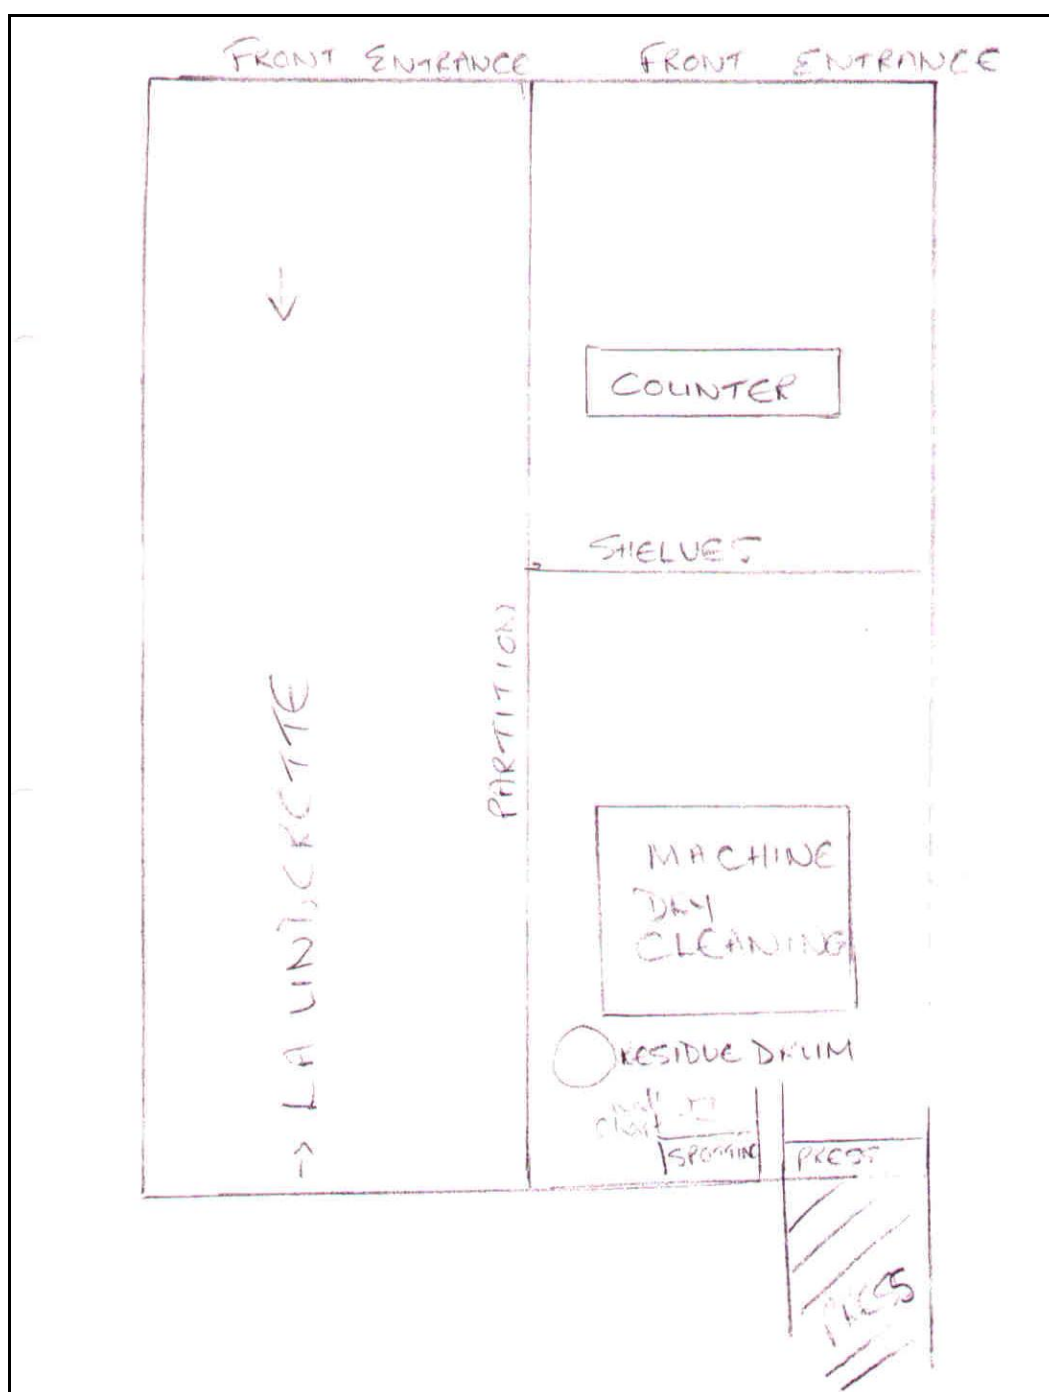 FRONT ENTRANCE
FRONT ENTRANCE
COUNTER
SHELVES
PARTITION
LAUNDERETTE
MACHINE
DRY
CLEANING
RESIDUE DRUM
SPOTTING
PRESS
PRESS